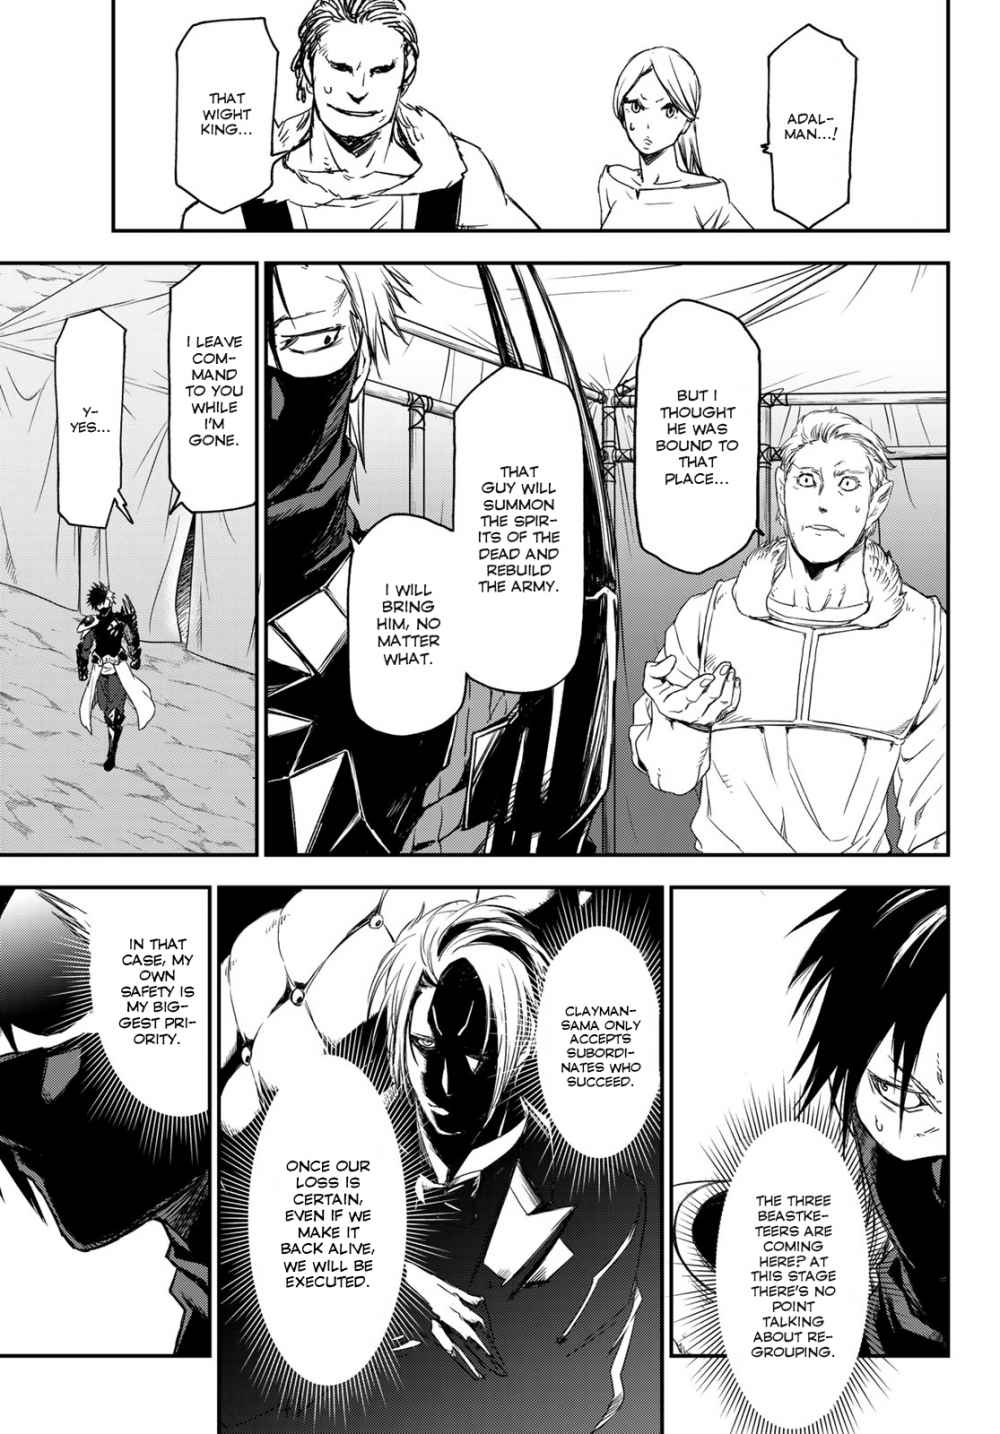 ADAL-
MAN...!
THAT
WIGHT
KING...
BUT I
THOUGHT
HE WAS
BOUND TO
THAT
PLACE...
THAT
GUY WILL
SUMMON
THE SPIR-
ITS OF THE
DEAD AND
REBUILD
THE ARMY.
I WILL
BRING
HIM, NO
MATTER
WHAT.
I LEAVE
COM-
MAND
TO YOU
WHILE
I'M
GONE.
Y-
YES...
THE THREE
BEASTKE-
TEERS ARE
COMING
HERE? AT
THIS STAGE
THERE'S NO
POINT
TALKING
ABOUT RE-
GROUPING.
CLAYMAN-
SAMA ONLY
ACCEPTS
SUBORDI-
NATES WHO
SUCCEED.
ONCE OUR
LOSS IS
CERTAIN,
EVEN IF WE
MAKE IT
BACK ALIVE,
WE WILL BE
EXECUTED.
IN THAT
CASE, MY
OWN
SAFETY IS
MY BIG-
GEST PRI-
ORITY.